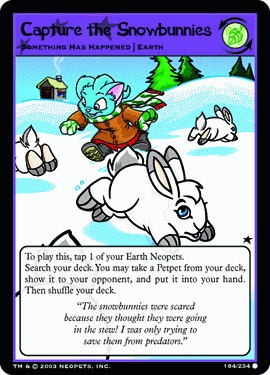 Capture the Snowbunnies
Something Has Happened | Earth
To play this, tap 1 of your Earth Neopets.
Search your deck. You may take a Petpet from your deck,
show it to your opponent, and put it into your hand.
Then shuffle your deck.
"The snowbunnies were scared
because they thought they were going
in the stew! I was only trying to
save them from predators."
TM & © 2003 NEOPETS, INC.
184/234